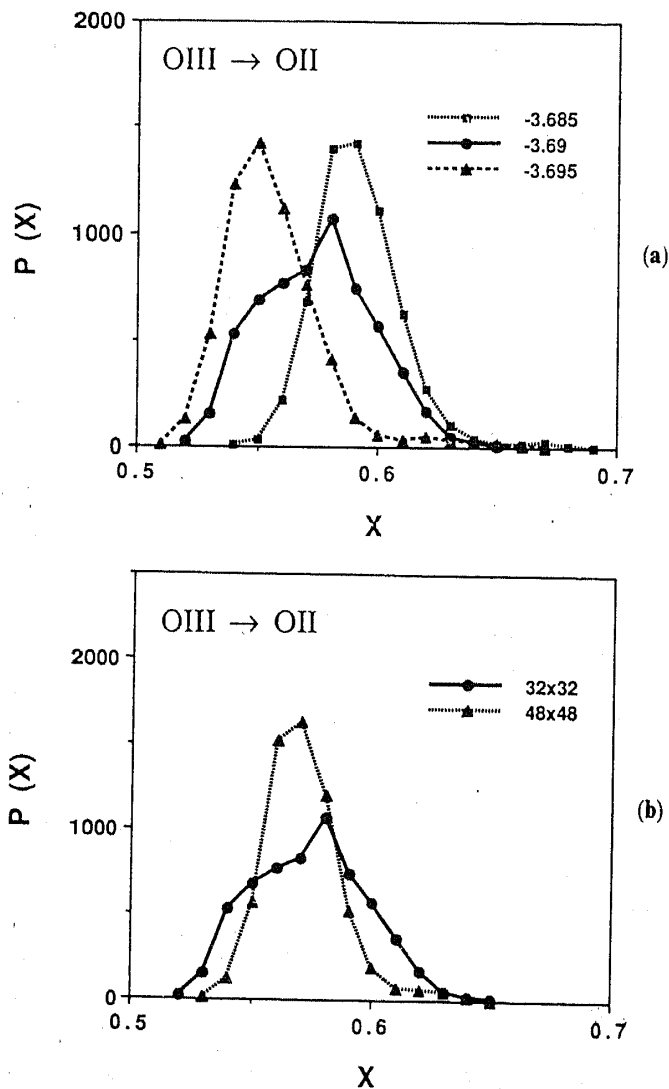 2000
OIII → OII
-3.685
-3.69
-3.695
P (X)
1000
(a)
0
0.5
0.6
0.7
X
OIII → OII
2000
32x32
48x48
P (X)
1000
(b)
0
0.5
0.6
0.7
X